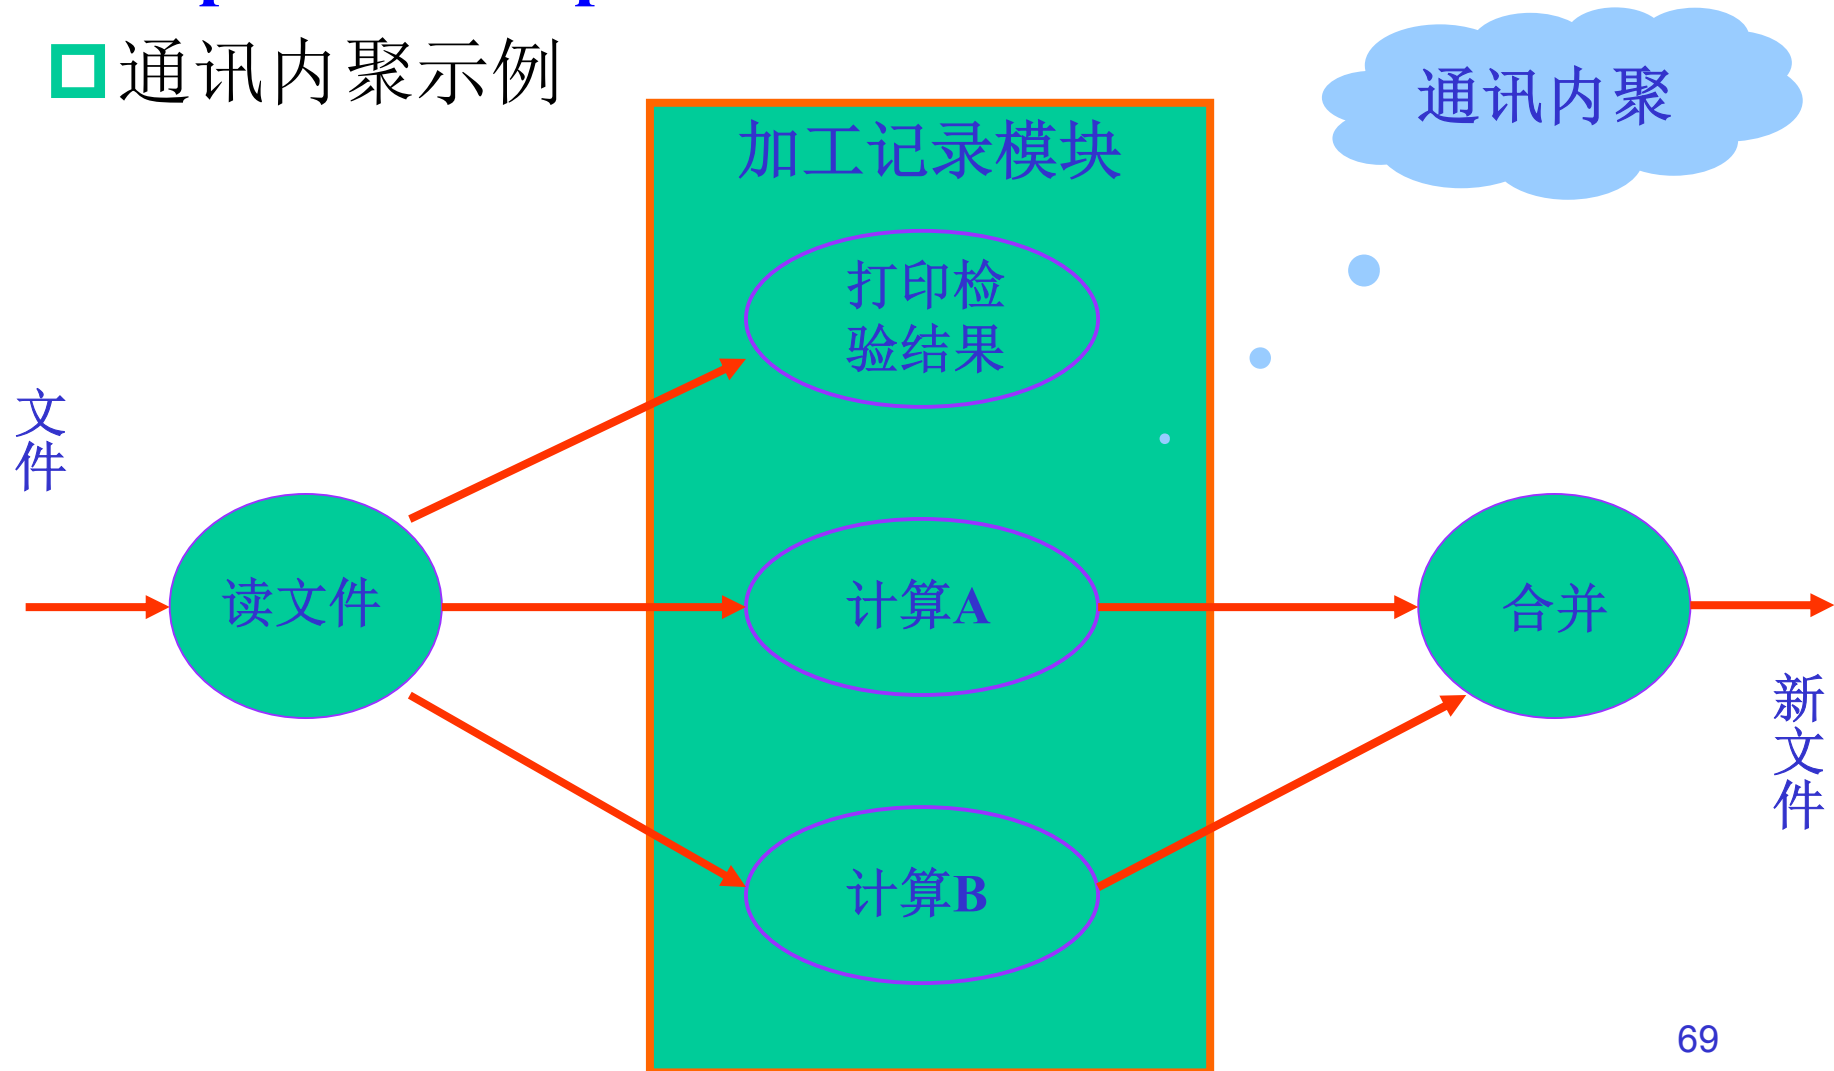 通讯内聚示例
通讯内聚
加工记录模块
打印检
验结果
文件
读文件
计算A
合并
新文件
计算B
69